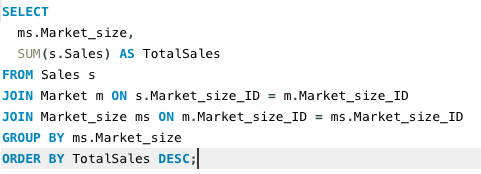 SELECT
ms.Market_size,
SUM(s.Sales) AS TotalSales
FROM Sales s
JOIN Market m ON s.Market_size_ID = m.Market_size_ID
JOIN Market_size ms ON m.Market_size_ID = ms.Market_size_ID
GROUP BY ms.Market_size
ORDER BY TotalSales DESC;